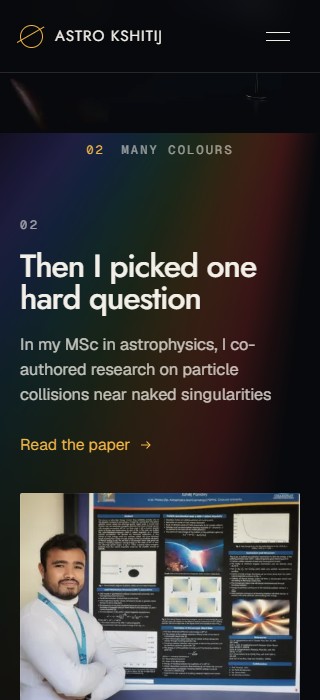 ASTRO KSHITIJ
02 MANY COLOURS
02
Then I picked one
hard question
In my MSc in astrophysics, I co-
authored research on particle
collisions near naked singularities
Read the paper →